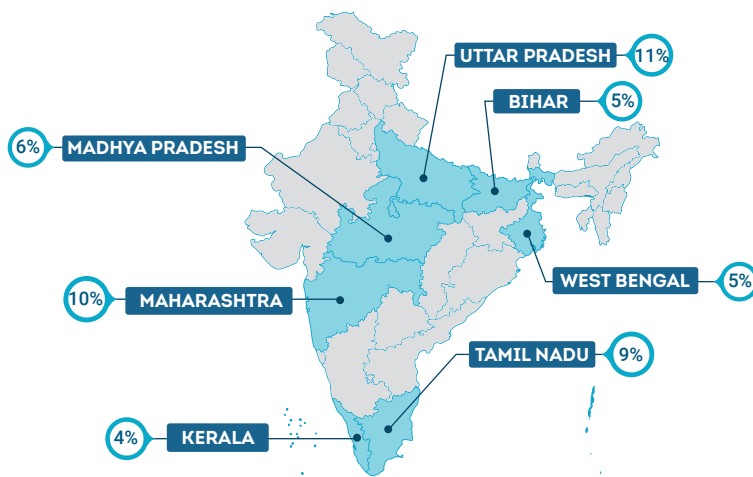 UTTAR PRADESH 11%
BIHAR 5%
6% MADHYA PRADESH
WEST BENGAL 5%
10% MAHARASHTRA
TAMIL NADU 9%
4% KERALA